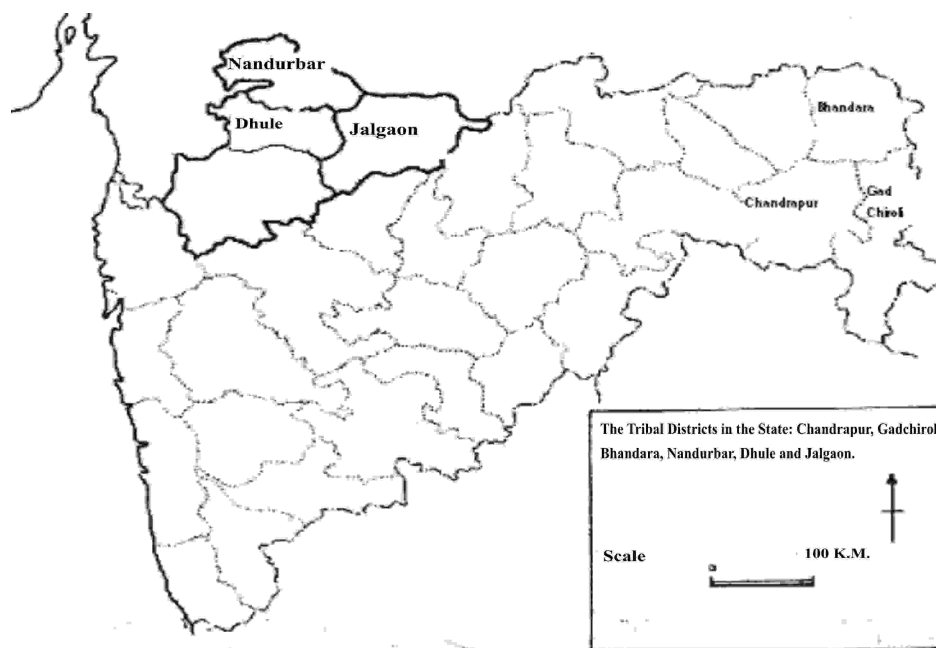 Nandurbar
Dhule
Jalgaon
Bhandara
Chandrapur
Gad
Chiroli
The Tribal Districts in the State: Chandrapur, Gadchirol
Bhandara, Nandurbar, Dhule and Jalgaon.
Scale
0
100 K.M.